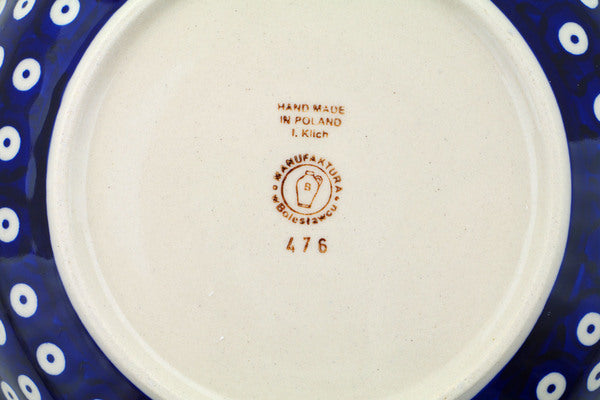 HAND MADE
IN POLAND
I. Klich
MANUFAKTURA
w Bolesławcu
B
476